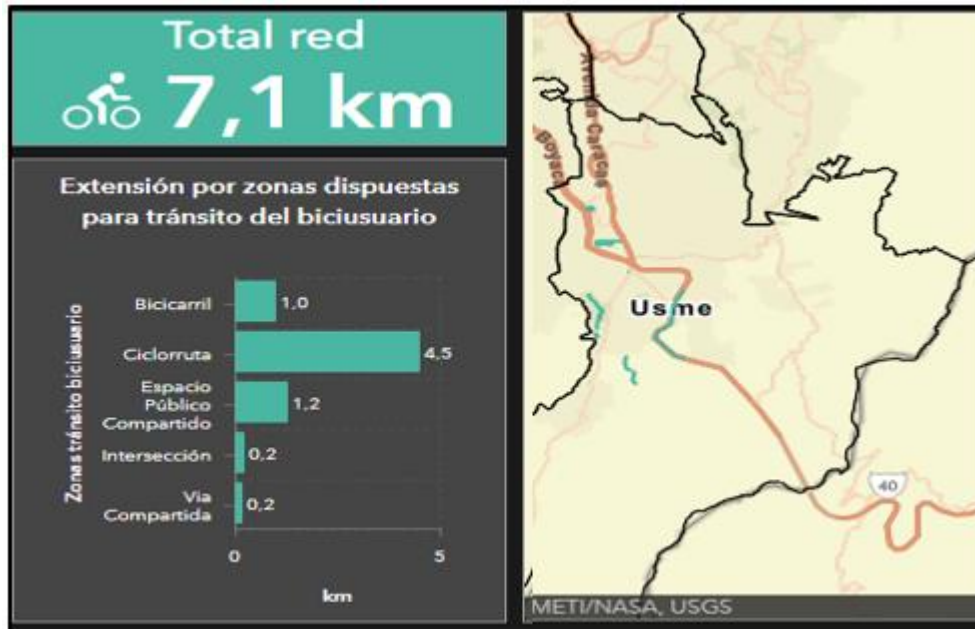 Total red
7,1 km
Extensión por zonas dispuestas
para tránsito del biciusuario
Zonas tránsito biciusuario
Bicicarril
1,0
Ciclorruta
4,5
Espacio
Público
Compartido
1,2
Intersección
0,2
Via
Compartida
0,2
0
5
km
Avenida Caracas
Boyacá
Usme
40
METI/NASA, USGS